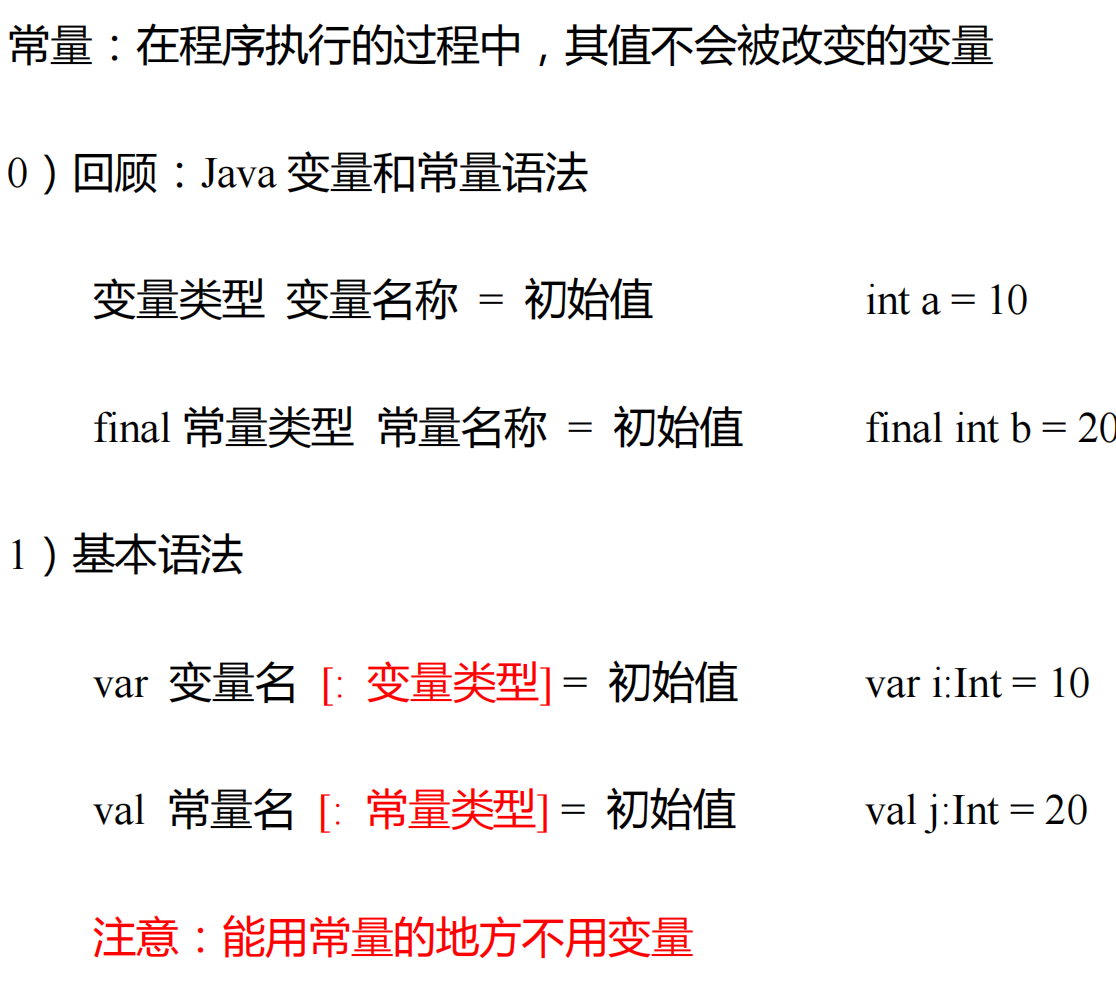 常量：在程序执行的过程中，其值不会被改变的变量
0）回顾：Java 变量和常量语法
变量类型 变量名称 = 初始值 int a = 10
final 常量类型 常量名称 = 初始值 final int b = 20
1）基本语法
var 变量名 [: 变量类型] = 初始值 var i:Int = 10
val 常量名 [: 常量类型] = 初始值 val j:Int = 20
注意：能用常量的地方不用变量